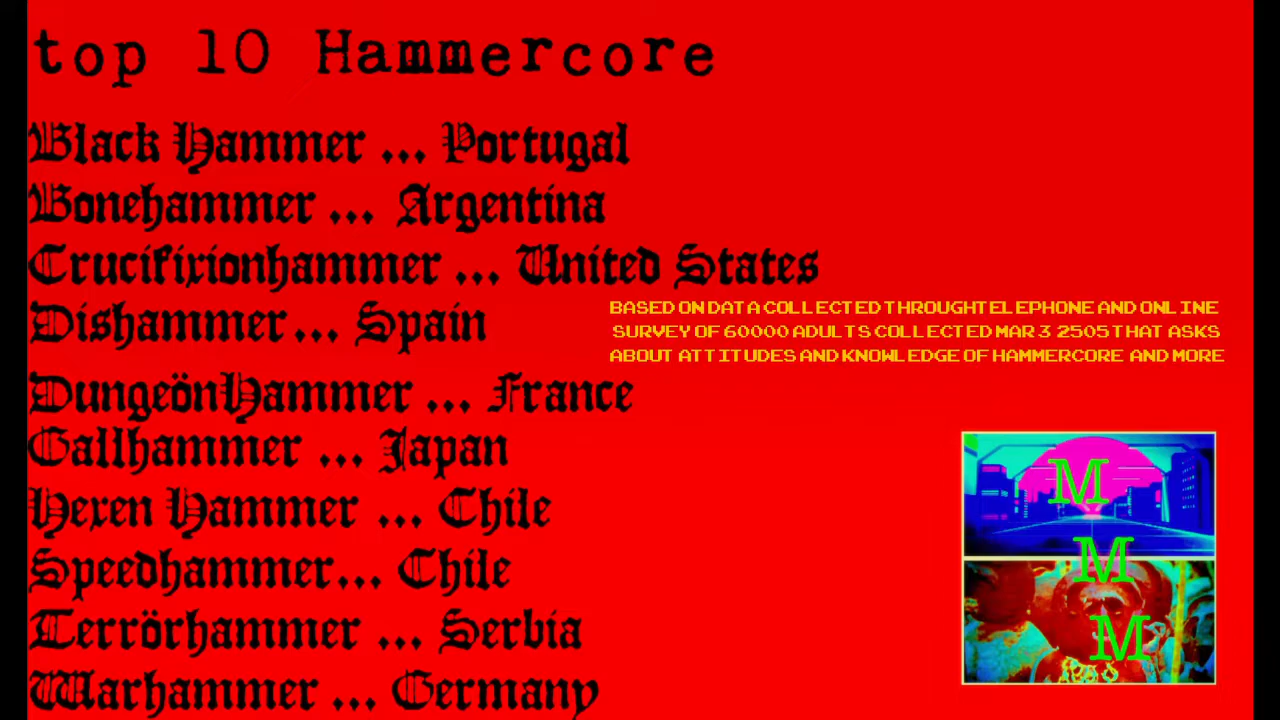 top 10 Hammercore
Black Hammer ... Portugal
Bonehammer ... Argentina
Crucifixionhammer ... United States
Dishammer... Spain
BASED ON DATA COLLECTED THROUGH TELEPHONE AND ONLINE
SURVEY OF 60000 ADULTS COLLECTED MAR 3 2505 THAT ASKS
ABOUT ATTITUDES AND KNOWLEDGE OF HAMMERCORE AND MORE
DungeönHammer ... France
Gallhammer ... Japan
Hexen Hammer ... Chile
Speedhammer... Chile
Terrörhammer ... Serbia
Warhammer ... Germany
M
M
M